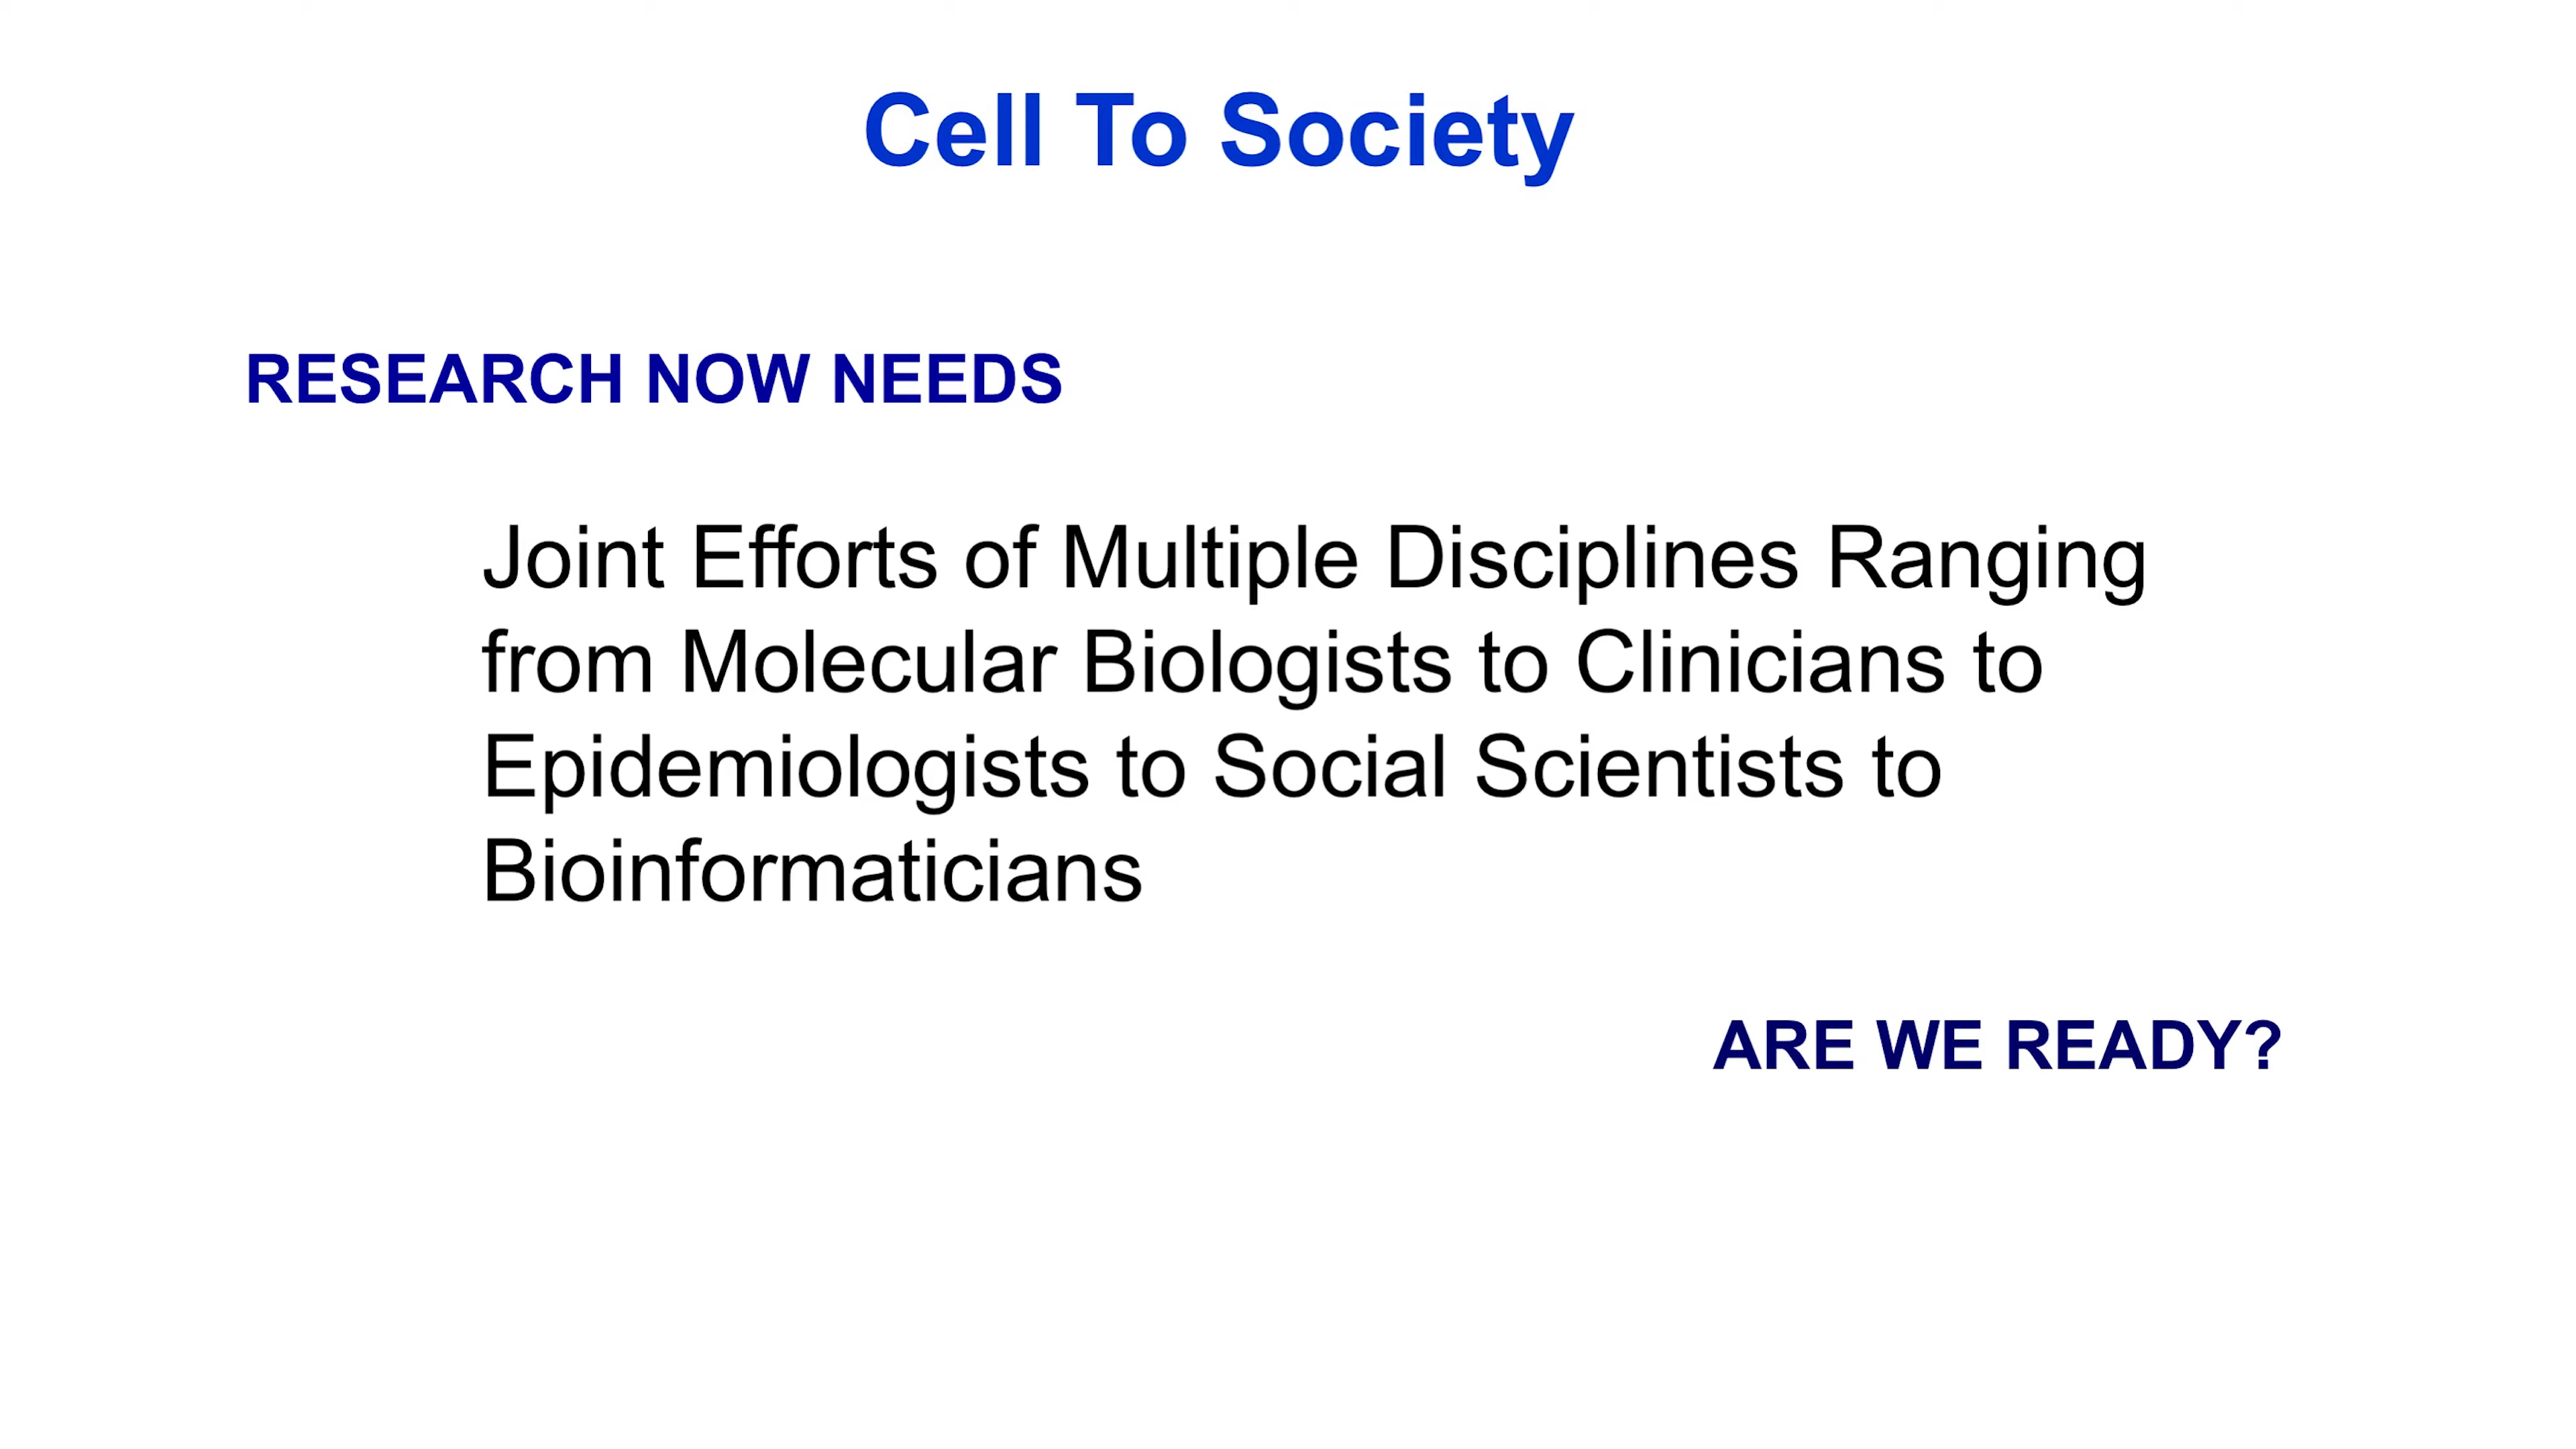 Cell To Society
RESEARCH NOW NEEDS
Joint Efforts of Multiple Disciplines Ranging
from Molecular Biologists to Clinicians to
Epidemiologists to Social Scientists to
Bioinformaticians
ARE WE READY?